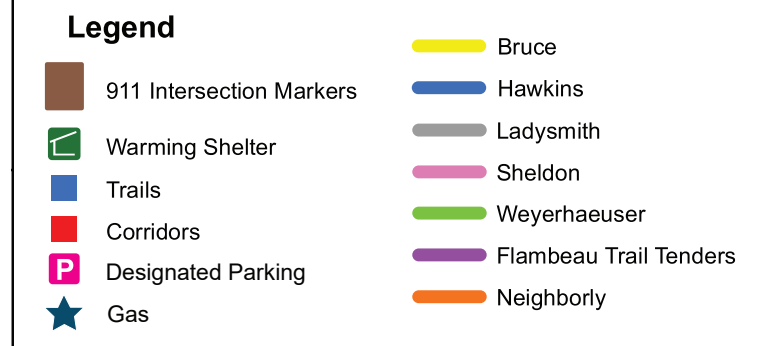 Legend
911 Intersection Markers
Warming Shelter
Trails
Corridors
P Designated Parking
Gas
Bruce
Hawkins
Ladysmith
Sheldon
Weyerhaeuser
Flambeau Trail Tenders
Neighborly